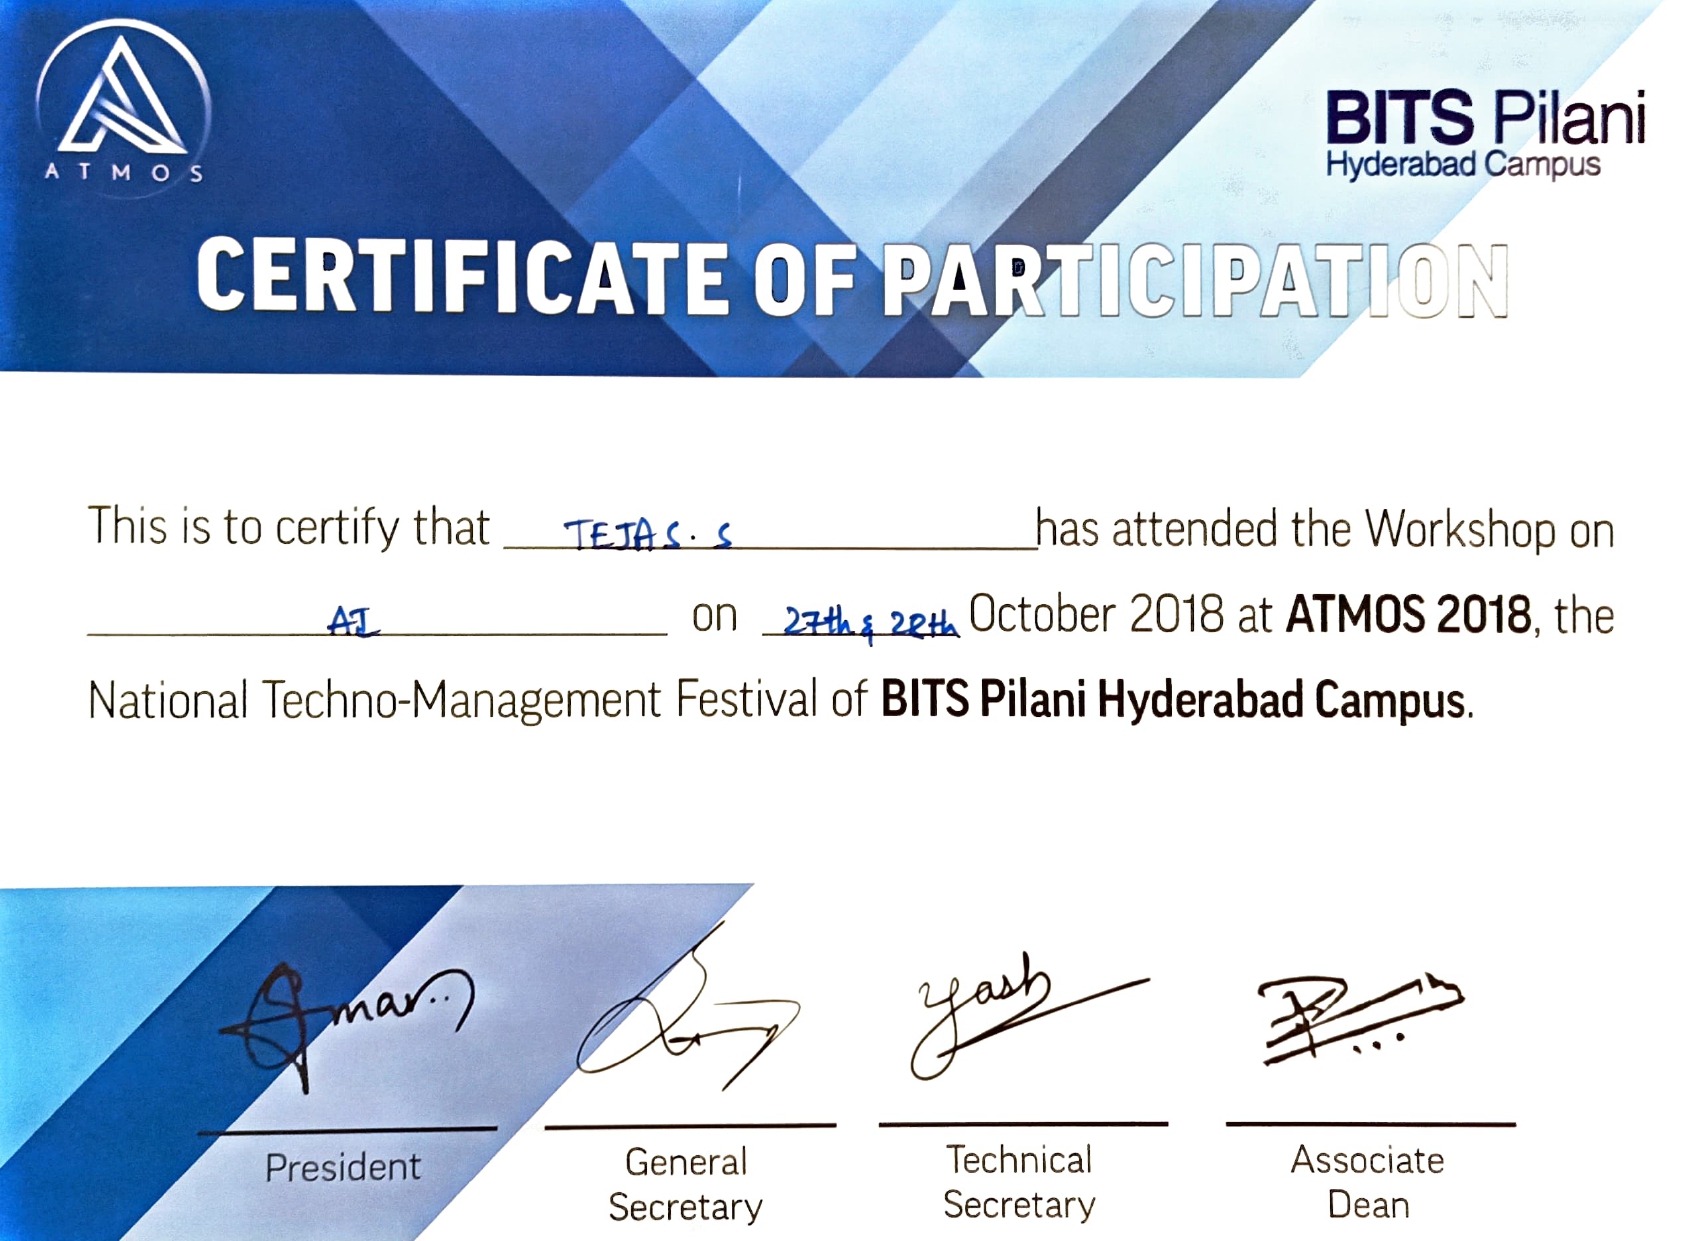 ATMOS
BITS Pilani
Hyderabad Campus
CERTIFICATE OF PARTICIPATION
This is to certify that TEJAS. S has attended the Workshop on
AI on 27th & 28th October 2018 at ATMOS 2018, the
National Techno-Management Festival of BITS Pilani Hyderabad Campus.
Yash
President
General
Secretary
Technical
Secretary
Associate
Dean